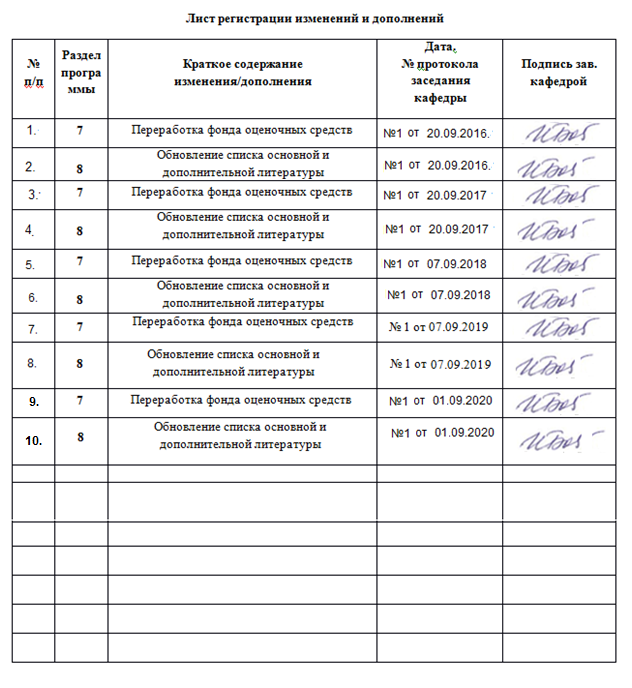 Лист регистрации изменений и дополнений
№
п/п
Раздел
програ
ммы
Краткое содержание
изменения/дополнения
Дата,
№ протокола
заседания
кафедры
Подпись зав.
кафедрой
1. 7 Переработка фонда оценочных средств №1 от 20.09.2016.
2. 8 Обновление списка основной и
дополнительной литературы №1 от 20.09.2016.
3. 7 Переработка фонда оценочных средств №1 от 20.09.2017
4. 8 Обновление списка основной и
дополнительной литературы №1 от 20.09.2017
5. 7 Переработка фонда оценочных средств №1 от 07.09.2018
6. 8 Обновление списка основной и
дополнительной литературы №1 от 07.09.2018
7. 7 Переработка фонда оценочных средств № 1 от 07.09.2019
8. 8 Обновление списка основной и
дополнительной литературы № 1 от 07.09.2019
9. 7 Переработка фонда оценочных средств №1 от 01.09.2020
10. 8 Обновление списка основной и
дополнительной литературы №1 от 01.09.2020